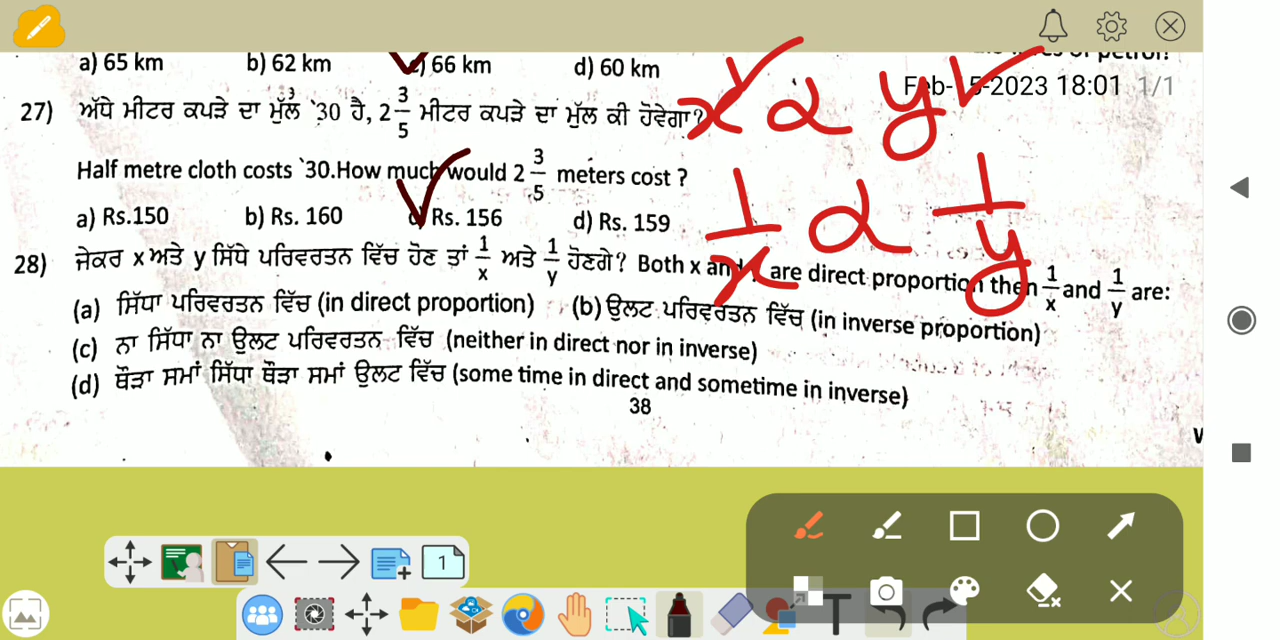 a) 65 km b) 62 km c) 66 km d) 60 km
Feb-15-2023 18:01 1/1
x α y
27) ਅੱਧੇ ਮੀਟਰ ਕਪੜੇ ਦਾ ਮੁੱਲ `30 ਹੈ, 2 3/5 ਮੀਟਰ ਕਪੜੇ ਦਾ ਮੁੱਲ ਕੀ ਹੋਵੇਗਾ?
Half metre cloth costs `30.How much would 2 3/5 meters cost ?
a) Rs.150 b) Rs. 160 c) Rs. 156 d) Rs. 159
1/x α 1/y
28) ਜੇਕਰ x ਅਤੇ y ਸਿੱਧੇ ਪਰਿਵਰਤਨ ਵਿੱਚ ਹੋਣ ਤਾਂ 1/x ਅਤੇ 1/y ਹੋਣਗੇ? Both x and y are direct proportion then 1/x and 1/y are:
(a) ਸਿੱਧਾ ਪਰਿਵਰਤਨ ਵਿੱਚ (in direct proportion) (b) ਉਲਟ ਪਰਿਵਰਤਨ ਵਿੱਚ (in inverse proportion)
(c) ਨਾ ਸਿੱਧਾ ਨਾ ਉਲਟ ਪਰਿਵਰਤਨ ਵਿੱਚ (neither in direct nor in inverse)
(d) ਥੋੜਾ ਸਮਾਂ ਸਿੱਧਾ ਥੋੜਾ ਸਮਾਂ ਉਲਟ ਵਿੱਚ (some time in direct and sometime in inverse)
38
1